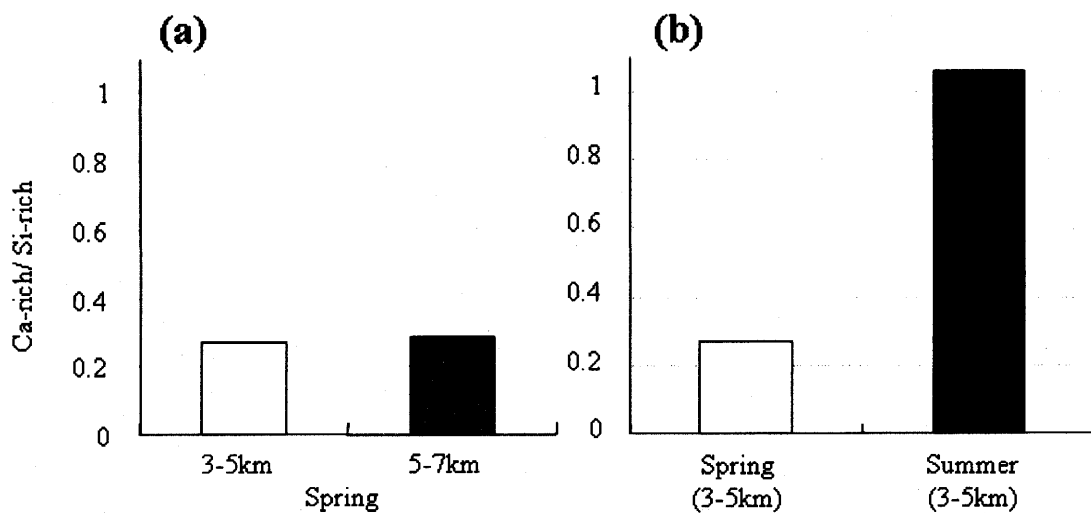 (a)
Ca-rich/ Si-rich
1
0.8
0.6
0.4
0.2
0
3-5km 5-7km
Spring
(b)
1
0.8
0.6
0.4
0.2
0
Spring Summer
(3-5km) (3-5km)